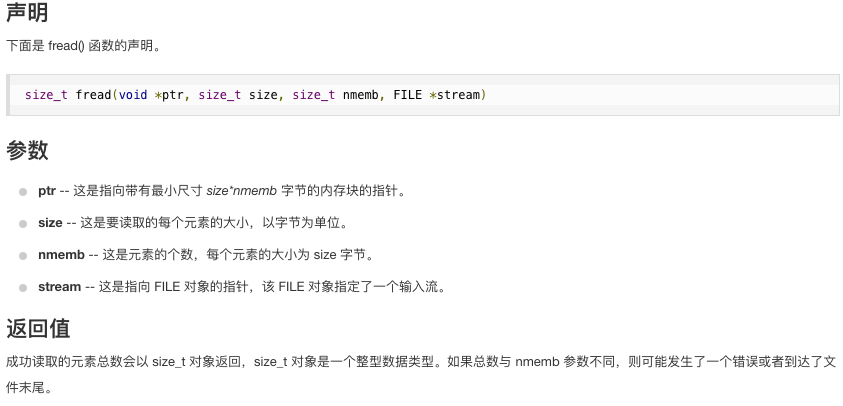 声明
下面是 fread() 函数的声明。
size_t fread(void *ptr, size_t size, size_t nmemb, FILE *stream)
参数
ptr -- 这是指向带有最小尺寸 size*nmemb 字节的内存块的指针。
size -- 这是要读取的每个元素的大小，以字节为单位。
nmemb -- 这是元素的个数，每个元素的大小为 size 字节。
stream -- 这是指向 FILE 对象的指针，该 FILE 对象指定了一个输入流。
返回值
成功读取的元素总数会以 size_t 对象返回，size_t 对象是一个整型数据类型。如果总数与 nmemb 参数不同，则可能发生了一个错误或者到达了文
件末尾。